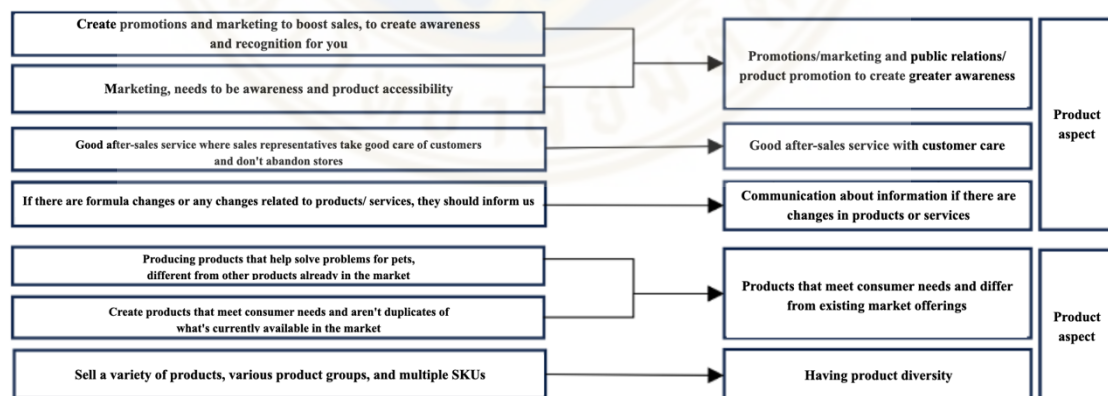 Create promotions and marketing to boost sales, to create awareness
and recognition for you
Marketing, needs to be awareness and product accessibility
Promotions/marketing and public relations/
product promotion to create greater awareness
Good after-sales service where sales representatives take good care of customers
and don't abandon stores
Good after-sales service with customer care
If there are formula changes or any changes related to products/ services, they should inform us
Communication about information if there are
changes in products or services
Product
aspect
Producing products that help solve problems for pets,
different from other products already in the market
Create products that meet consumer needs and aren't duplicates of
what's currently available in the market
Products that meet consumer needs and differ
from existing market offerings
Sell a variety of products, various product groups, and multiple SKUs
Having product diversity
Product
aspect